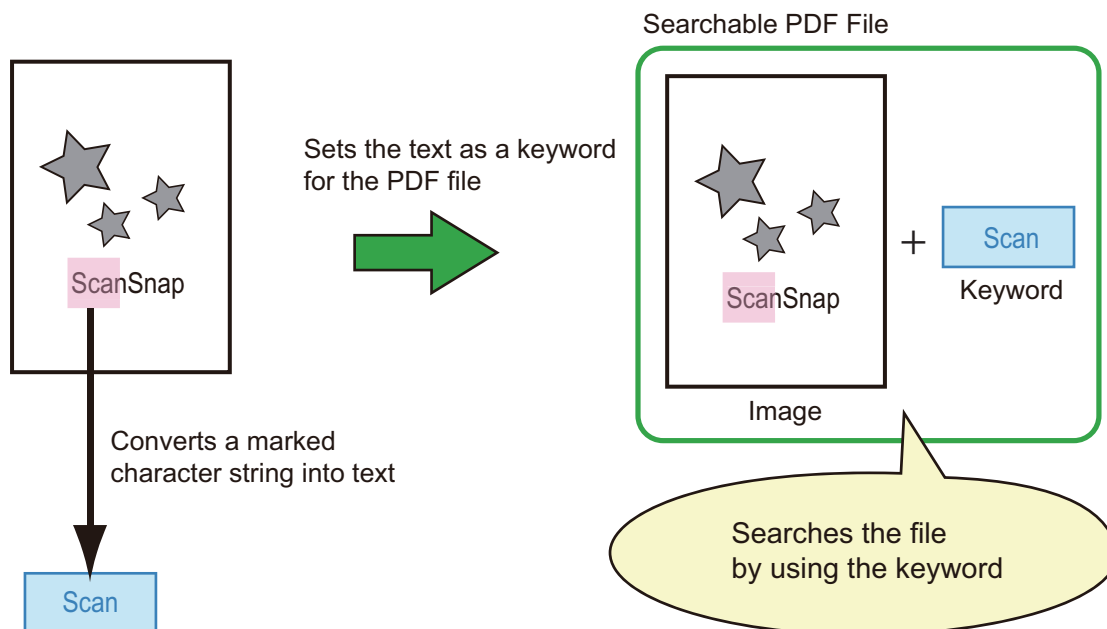 Searchable PDF File
Sets the text as a keyword
for the PDF file
ScanSnap
Converts a marked
character string into text
Scan
ScanSnap
Image
+
Scan
Keyword
Searches the file
by using the keyword